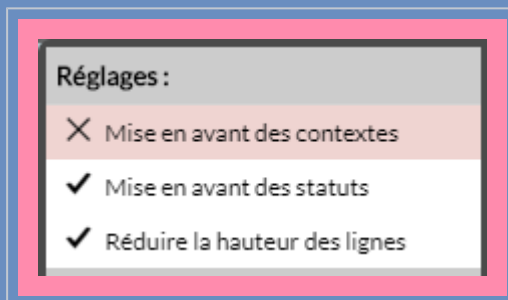 Réglages :
Mise en avant des contextes
Mise en avant des statuts
Réduire la hauteur des lignes